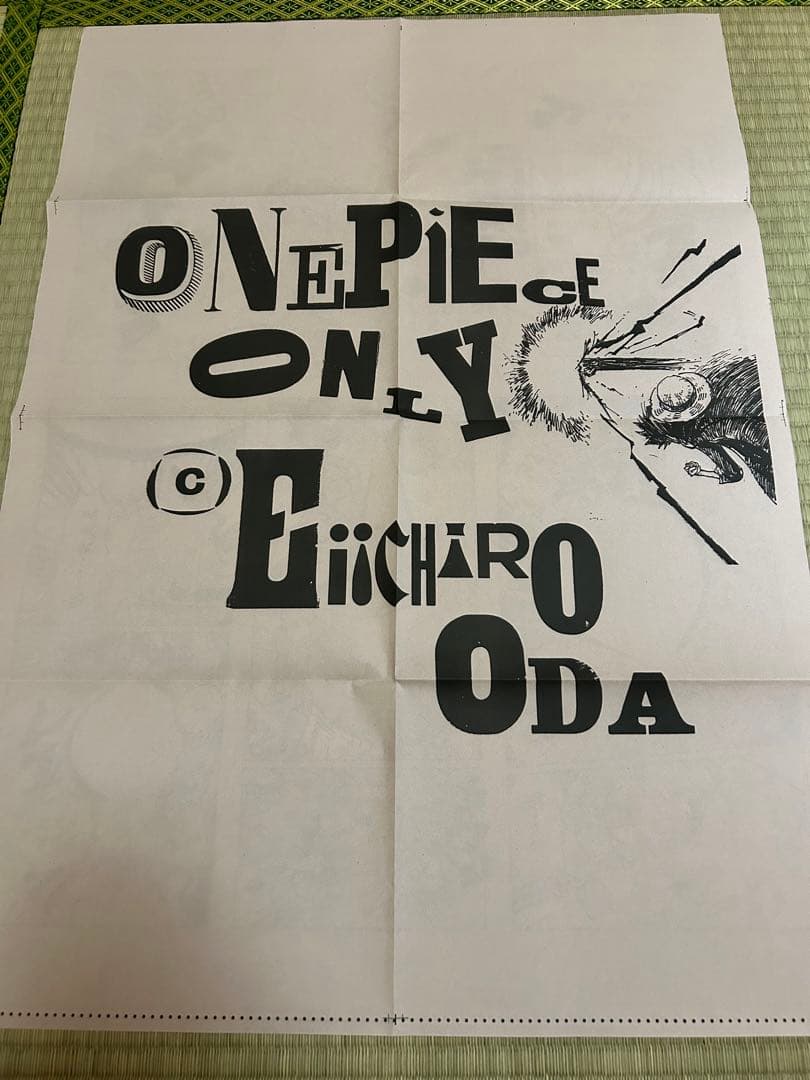 ONEPiECE
ONLY
(C) EiiCHiRO
ODA